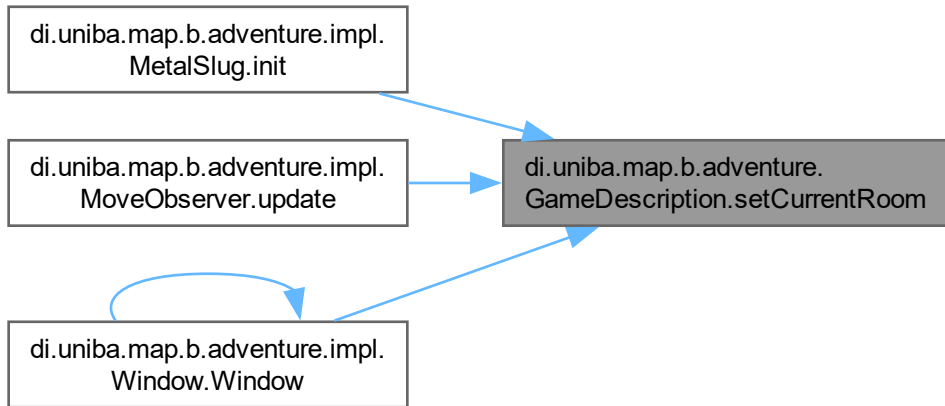 di.uniba.map.b.adventure.impl.
MetalSlug.init
di.uniba.map.b.adventure.impl.
MoveObserver.update
di.uniba.map.b.adventure.
GameDescription.setCurrentRoom
di.uniba.map.b.adventure.impl.
Window.Window